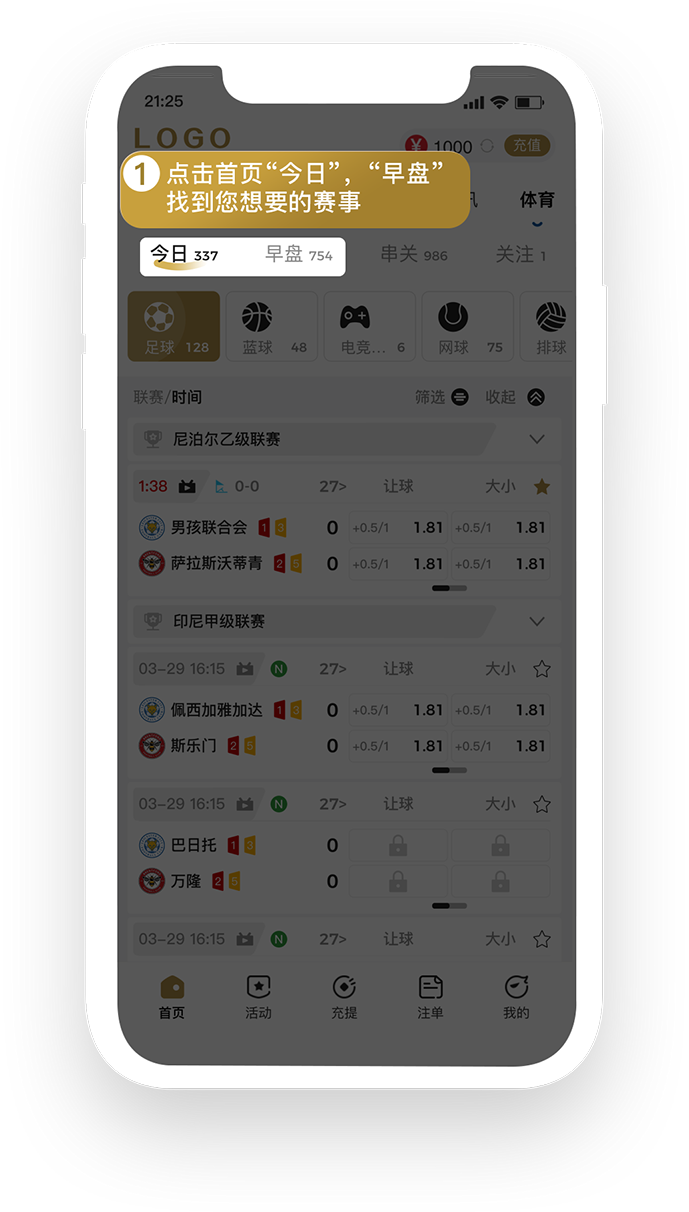 21:25
LOGO
¥ 1000 充值
1 点击首页“今日”，“早盘”
找到您想要的赛事
讯 体育
今日 337 早盘 754 串关 986 关注 1
足球 128 蓝球 48 电竞... 6 网球 75 排球
联赛/时间 筛选 收起
尼泊尔乙级联赛
1:38 0-0 27> 让球 大小
男孩联合会 1 3 0 +0.5/1 1.81 +0.5/1 1.81
萨拉斯沃蒂青 2 5 0 +0.5/1 1.81 +0.5/1 1.81
印尼甲级联赛
03–29 16:15 N 27> 让球 大小
佩西加雅加达 1 3 0 +0.5/1 1.81 +0.5/1 1.81
斯乐门 2 5 0 +0.5/1 1.81 +0.5/1 1.81
03–29 16:15 N 27> 让球 大小
巴日托 1 3 0
万隆 2 5 0
03–29 16:15 N 27> 让球 大小
首页 活动 充提 注单 我的